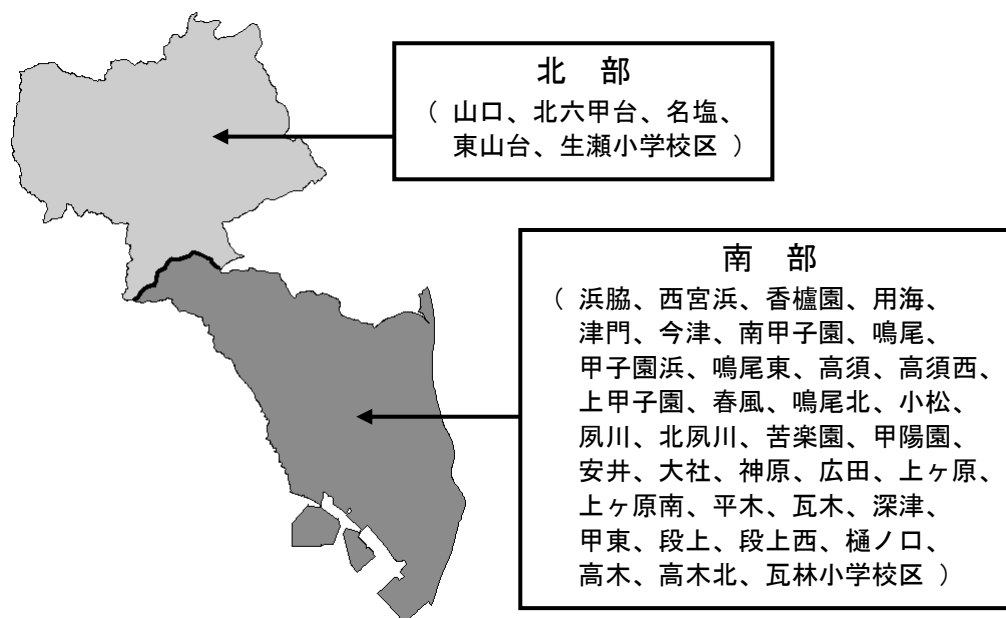 北 部
( 山口、北六甲台、名塩、
東山台、生瀬小学校区 )
南 部
( 浜脇、西宮浜、香櫨園、用海、
津門、今津、南甲子園、鳴尾、
甲子園浜、鳴尾東、高須、高須西、
上甲子園、春風、鳴尾北、小松、
夙川、北夙川、苦楽園、甲陽園、
安井、大社、神原、広田、上ヶ原、
上ヶ原南、平木、瓦木、深津、
甲東、段上、段上西、樋ノ口、
高木、高木北、瓦林小学校区 )